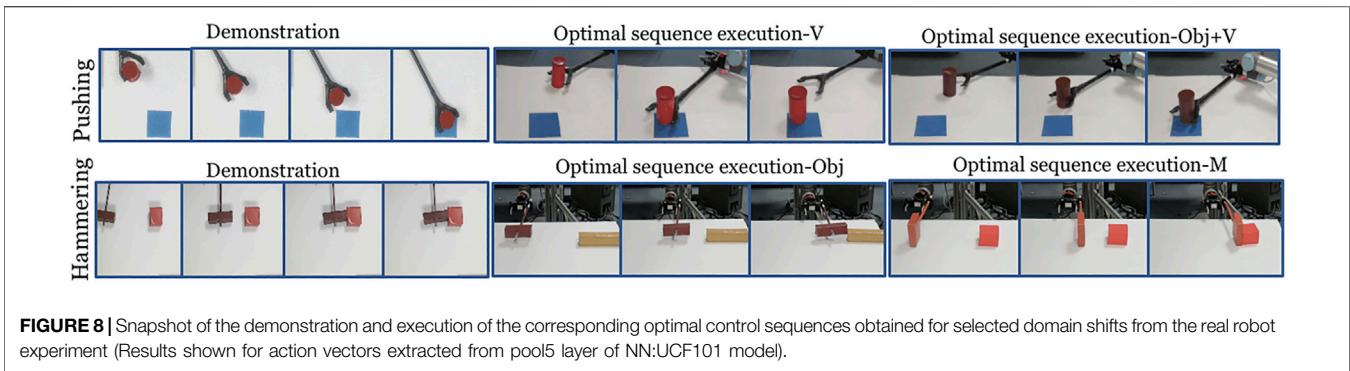 Demonstration
Optimal sequence execution-V
Optimal sequence execution-Obj+V
Pushing
Demonstration
Optimal sequence execution-Obj
Optimal sequence execution-M
Hammering
FIGURE 8 | Snapshot of the demonstration and execution of the corresponding optimal control sequences obtained for selected domain shifts from the real robot
experiment (Results shown for action vectors extracted from pool5 layer of NN:UCF101 model).